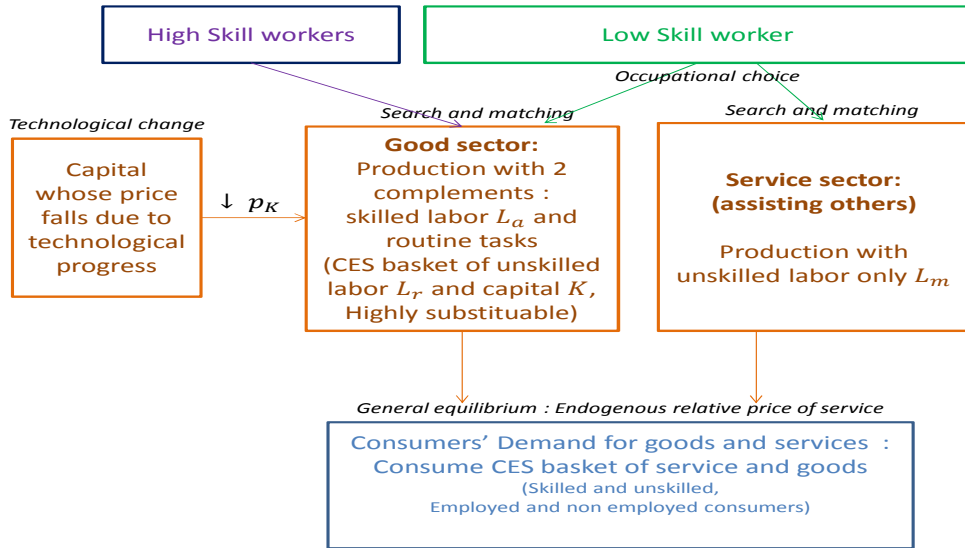 High Skill workers
Low Skill worker
Occupational choice
Technological change
Search and matching
Search and matching
Capital
whose price
falls due to
technological
progress
↓ p_K
Good sector:
Production with 2
complements :
skilled labor L_a and
routine tasks
(CES basket of unskilled
labor L_r and capital K,
Highly substituable)
Service sector:
(assisting others)
Production with
unskilled labor only L_m
General equilibrium : Endogenous relative price of service
Consumers’ Demand for goods and services :
Consume CES basket of service and goods
(Skilled and unskilled,
Employed and non employed consumers)